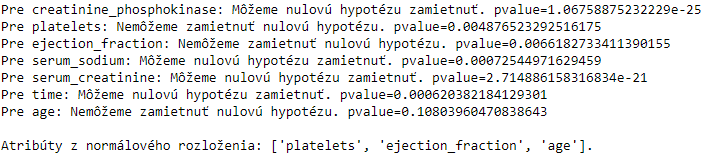 Pre creatinine_phosphokinase: Môžeme nulovú hypotézu zamietnuť. pvalue=1.06758875232229e-25
Pre platelets: Nemôžeme zamietnuť nulovú hypotézu. pvalue=0.004876523292516175
Pre ejection_fraction: Nemôžeme zamietnuť nulovú hypotézu. pvalue=0.0066182733411390155
Pre serum_sodium: Môžeme nulovú hypotézu zamietnuť. pvalue=0.00072544971629459
Pre serum_creatinine: Môžeme nulovú hypotézu zamietnuť. pvalue=2.714886158316834e-21
Pre time: Môžeme nulovú hypotézu zamietnuť. pvalue=0.000620382184129301
Pre age: Nemôžeme zamietnuť nulovú hypotézu. pvalue=0.10803960470838643
Atribúty z normálového rozloženia: ['platelets', 'ejection_fraction', 'age'].